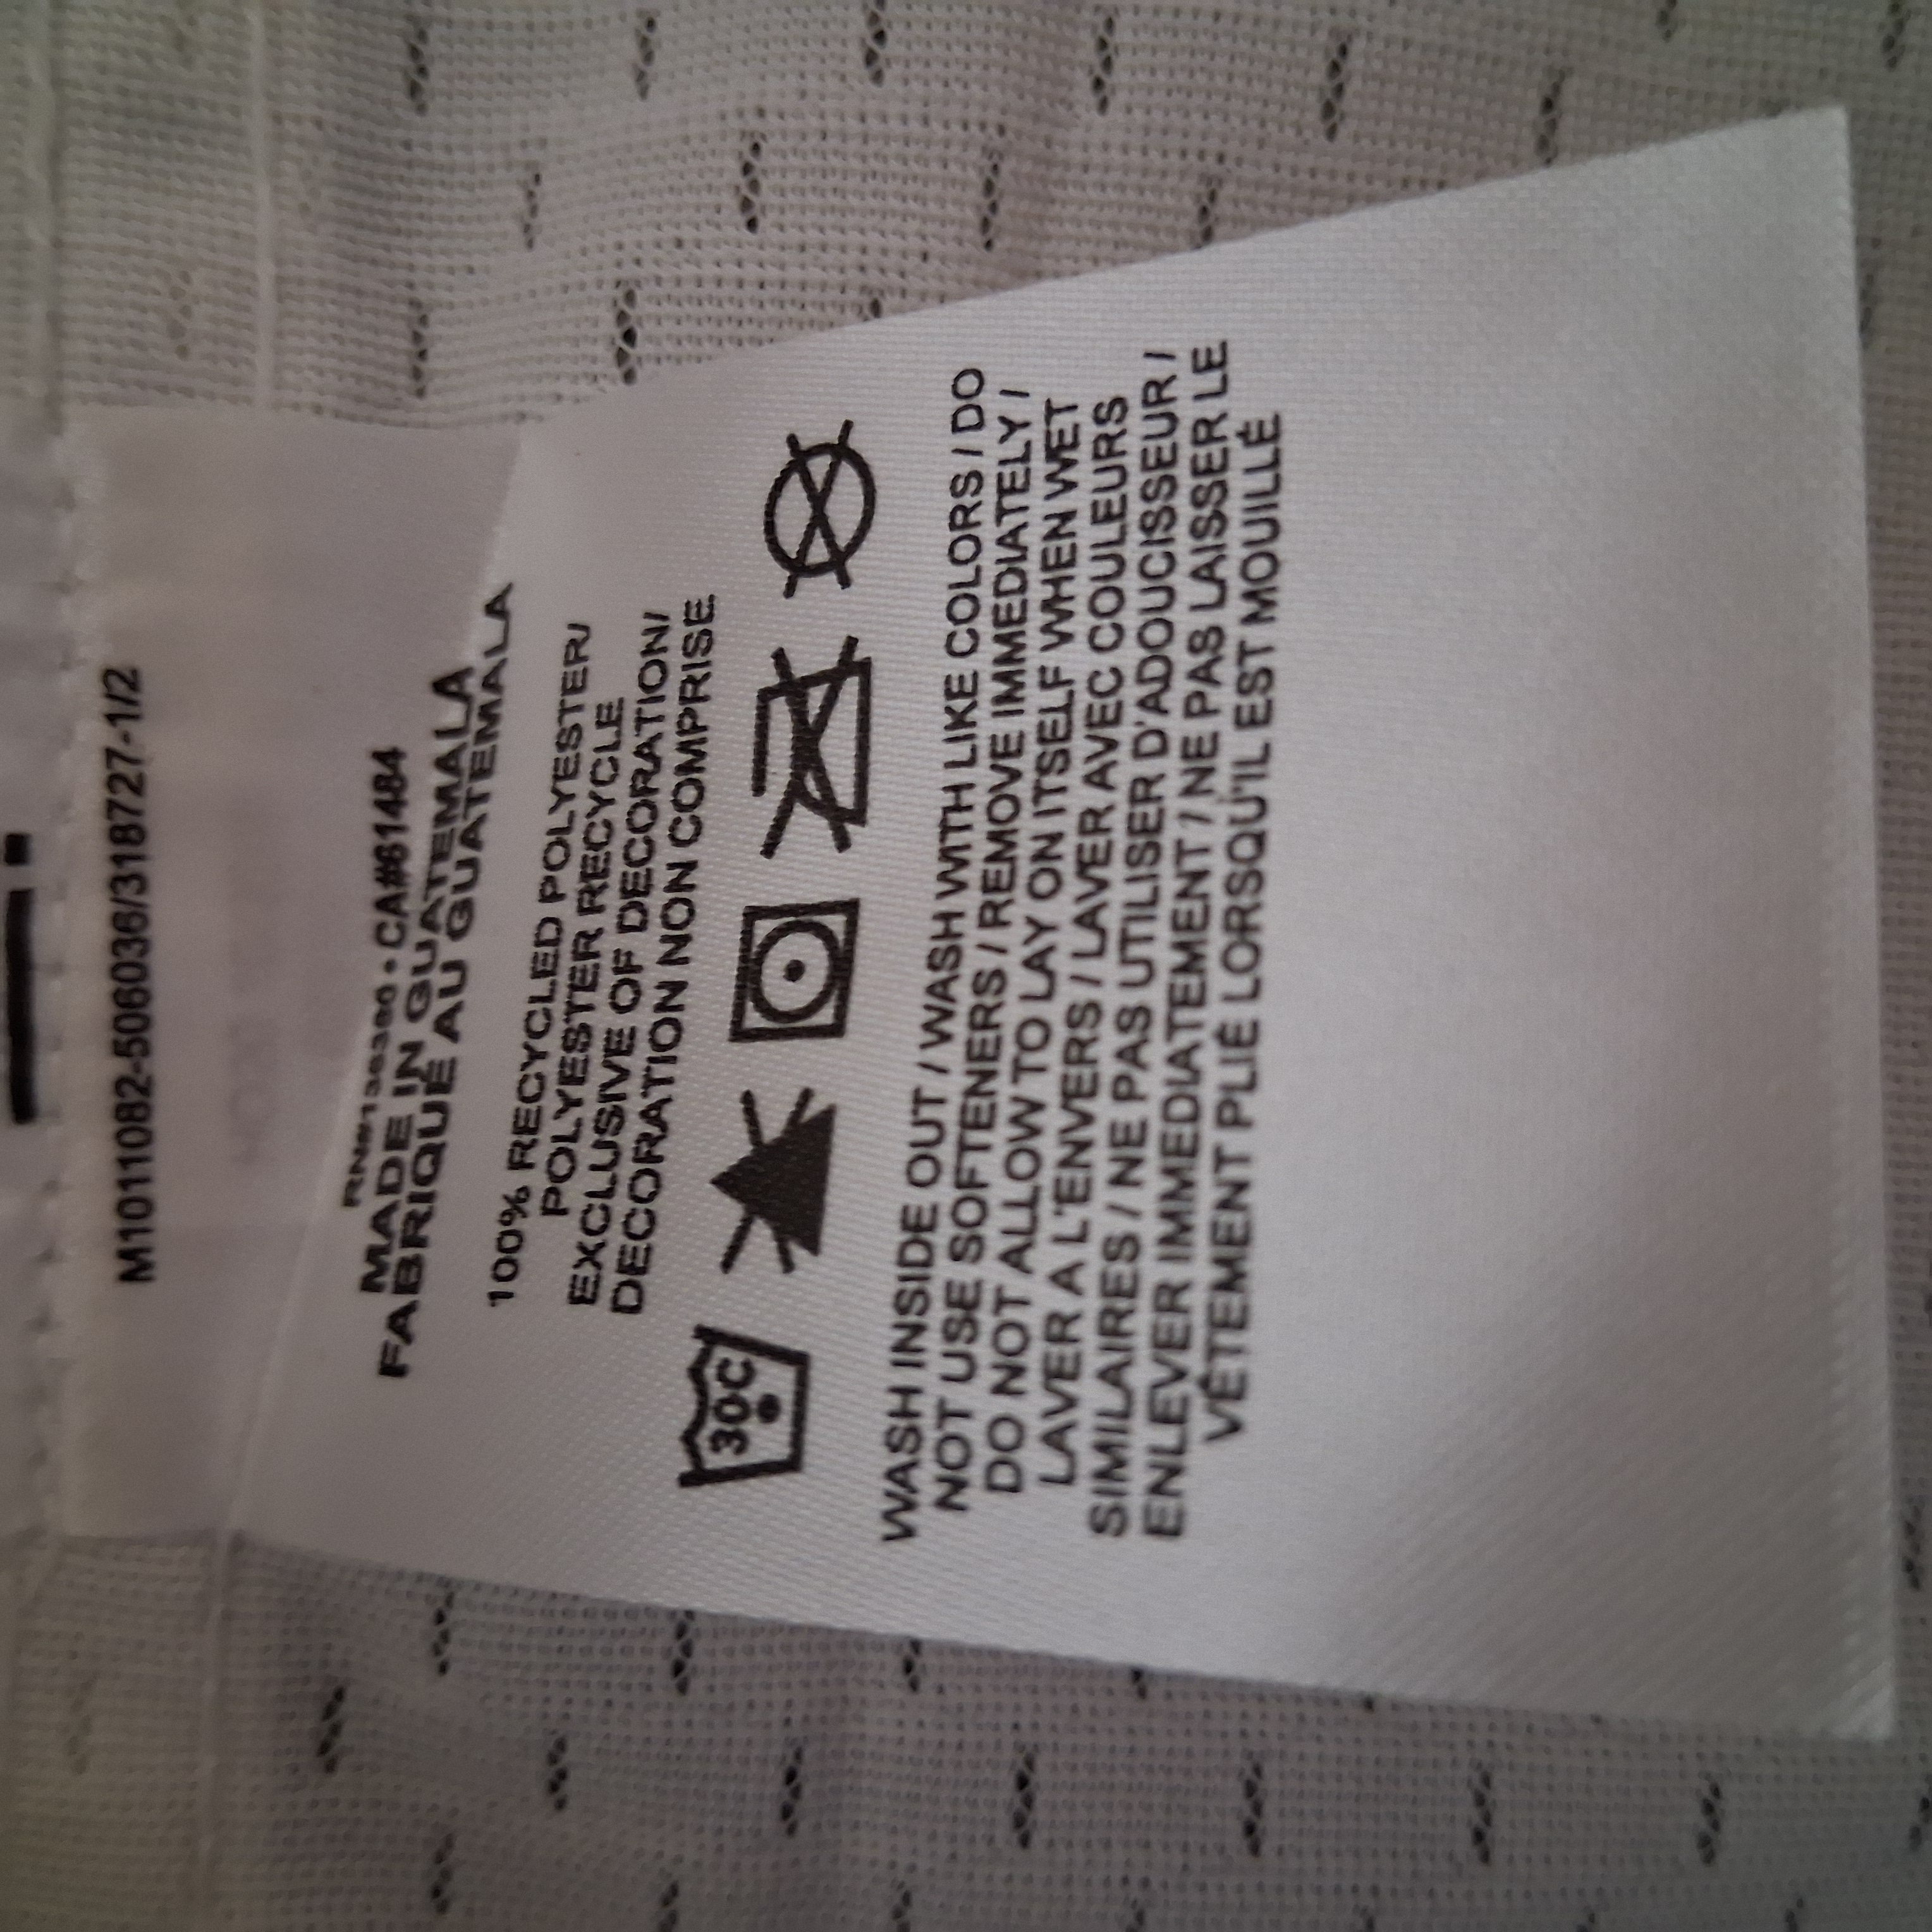 M1011082-506036/318727-1/2
CA#61484
MADE IN GUATEMALA
FABRIQUÉ AU GUATEMALA
100% RECYCLED POLYESTER/
POLYESTER RECYCLE
EXCLUSIVE OF DECORATION/
DECORATION NON COMPRISE
30C
WASH INSIDE OUT / WASH WITH LIKE COLORS / DO
NOT USE SOFTENERS / REMOVE IMMEDIATELY /
DO NOT ALLOW TO LAY ON ITSELF WHEN WET
LAVER A L'ENVERS / LAVER AVEC COULEURS
SIMILAIRES / NE PAS UTILISER D'ADOUCISSEUR /
ENLEVER IMMEDIATEMENT / NE PAS LAISSER LE
VÊTEMENT PLIÉ LORSQU'IL EST MOUILLÉ